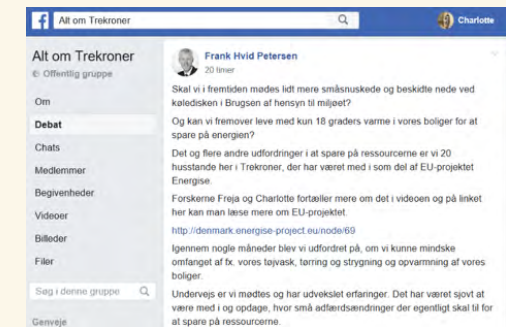 Alt om Trekroner
Charlotte
Alt om Trekroner
Offentlig gruppe
Om
Debat
Chats
Medlemmer
Begivenheder
Videoer
Billeder
Filer
Søg i denne gruppe
Genveje
Frank Hvid Petersen
20 timer
Skal vi i fremtiden mødes lidt mere småsnuskede og beskidte nede ved
køledisken i Brugsen af hensyn til miljøet?
Og kan vi fremover leve med kun 18 graders varme i vores boliger for at
spare på energien?
Det og flere andre udfordringer i at spare på ressourcerne er vi 20
husstande her i Trekroner, der har været med i som del af EU-projektet
Energise.
Forskerne Freja og Charlotte fortæller mere om det i videoen og på linket
her kan man læse mere om EU-projektet.
http://denmark.energise-project.eu/node/69
Igennem nogle måneder blev vi udfordret på, om vi kunne mindske
omfanget af fx. vores tøjvask, tørring og strygning og opvarmning af vores
boliger.
Undervejs er vi mødtes og har udvekslet erfaringer. Det har været sjovt at
være med i og opdage, hvor små adfærdsændringer der egentlig skal til for
at spare på ressourcerne.